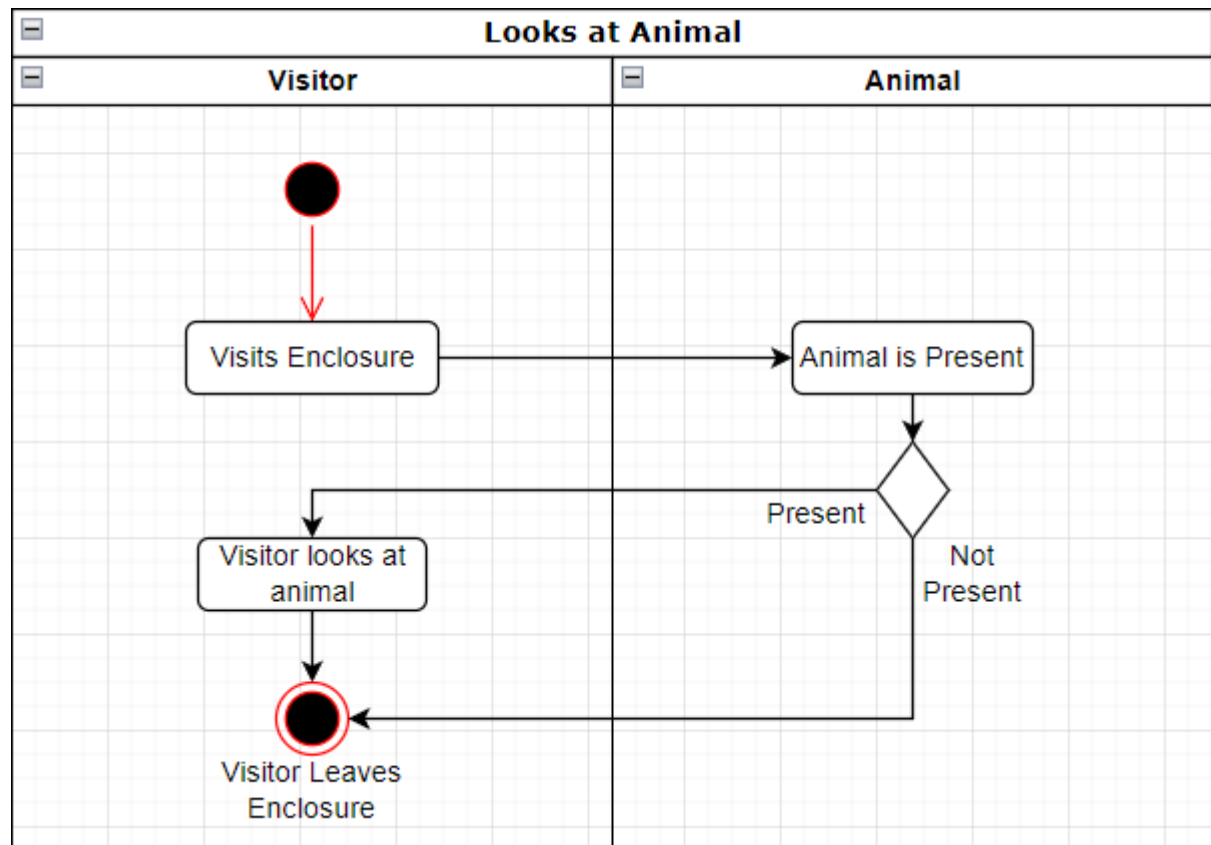 Looks at Animal
Visitor
Animal
Visits Enclosure
Animal is Present
Present
Not
Present
Visitor looks at
animal
Visitor Leaves
Enclosure